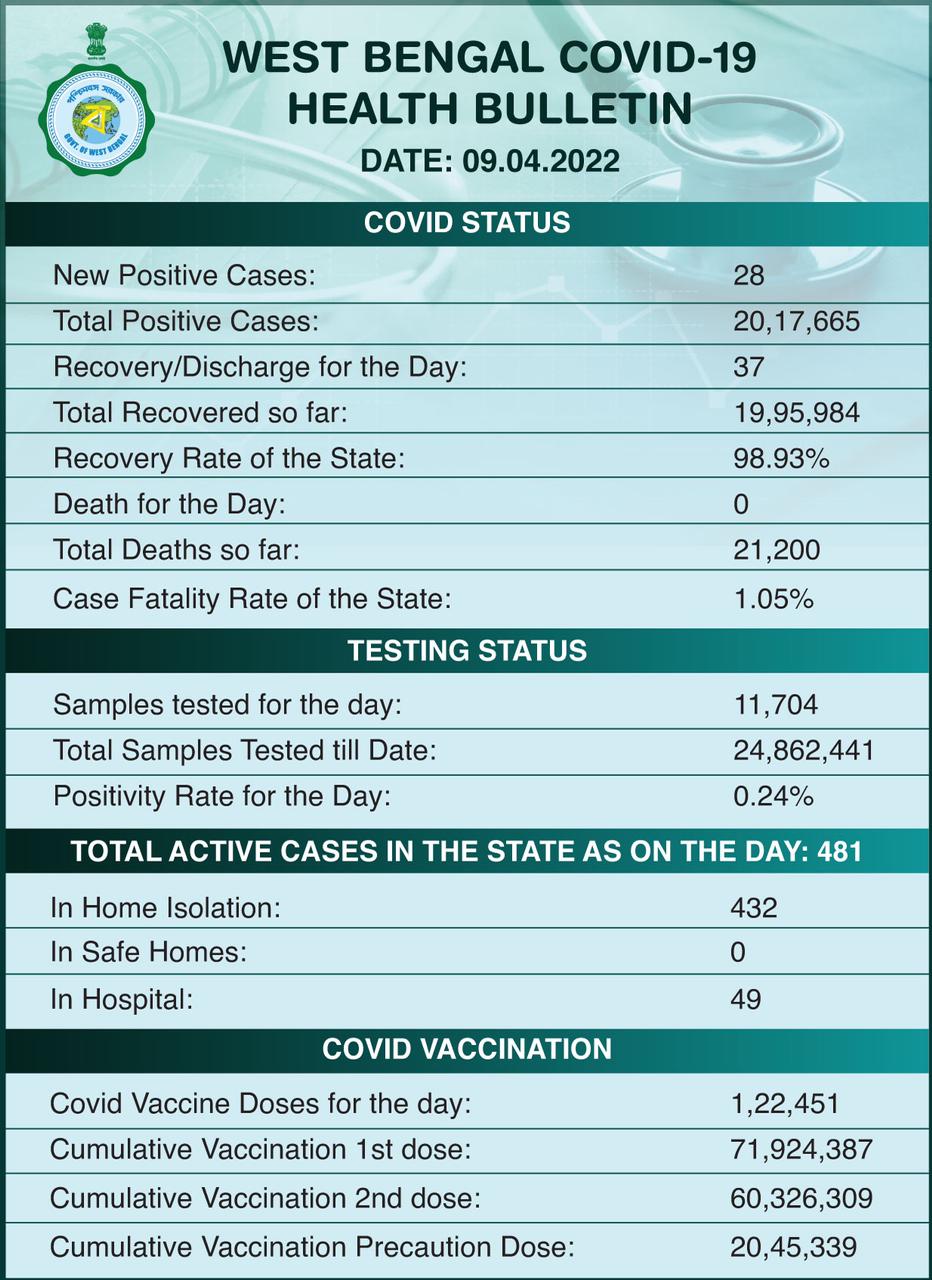 পশ্চিমবঙ্গ সরকার
ব
GOVT. OF WEST BENGAL
WEST BENGAL COVID-19
HEALTH BULLETIN
DATE: 09.04.2022
COVID STATUS
New Positive Cases: 28
Total Positive Cases: 20,17,665
Recovery/Discharge for the Day: 37
Total Recovered so far: 19,95,984
Recovery Rate of the State: 98.93%
Death for the Day: 0
Total Deaths so far: 21,200
Case Fatality Rate of the State: 1.05%
TESTING STATUS
Samples tested for the day: 11,704
Total Samples Tested till Date: 24,862,441
Positivity Rate for the Day: 0.24%
TOTAL ACTIVE CASES IN THE STATE AS ON THE DAY: 481
In Home Isolation: 432
In Safe Homes: 0
In Hospital: 49
COVID VACCINATION
Covid Vaccine Doses for the day: 1,22,451
Cumulative Vaccination 1st dose: 71,924,387
Cumulative Vaccination 2nd dose: 60,326,309
Cumulative Vaccination Precaution Dose: 20,45,339